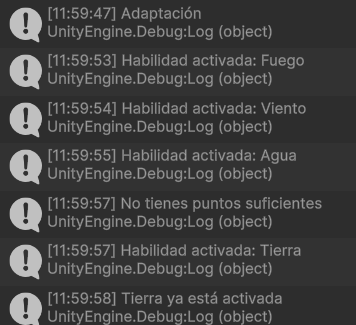 [11:59:47] Adaptación
UnityEngine.Debug:Log (object)
[11:59:53] Habilidad activada: Fuego
UnityEngine.Debug:Log (object)
[11:59:54] Habilidad activada: Viento
UnityEngine.Debug:Log (object)
[11:59:55] Habilidad activada: Agua
UnityEngine.Debug:Log (object)
[11:59:57] No tienes puntos suficientes
UnityEngine.Debug:Log (object)
[11:59:57] Habilidad activada: Tierra
UnityEngine.Debug:Log (object)
[11:59:58] Tierra ya está activada
UnityEngine.Debug:Log (object)